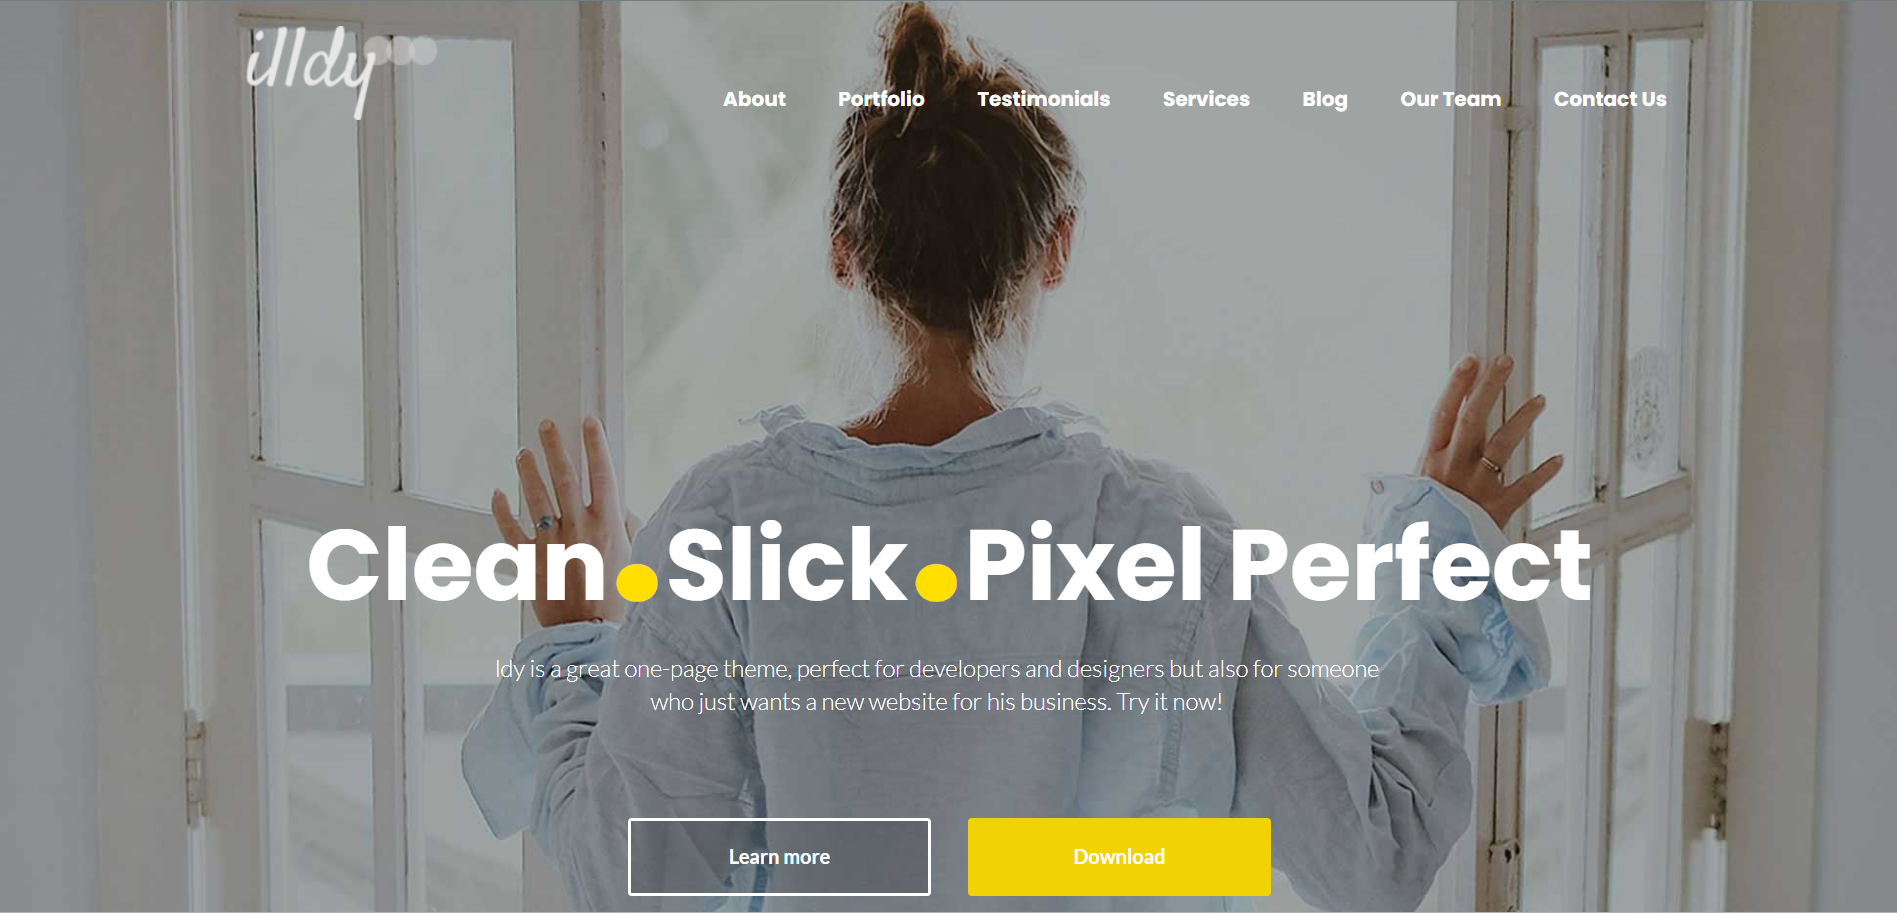 illdy
About Portfolio Testimonials Services Blog Our Team Contact Us
Clean.Slick.Pixel Perfect
ldy is a great one-page theme, perfect for developers and designers but also for someone
who just wants a new website for his business. Try it now!
Learn more Download